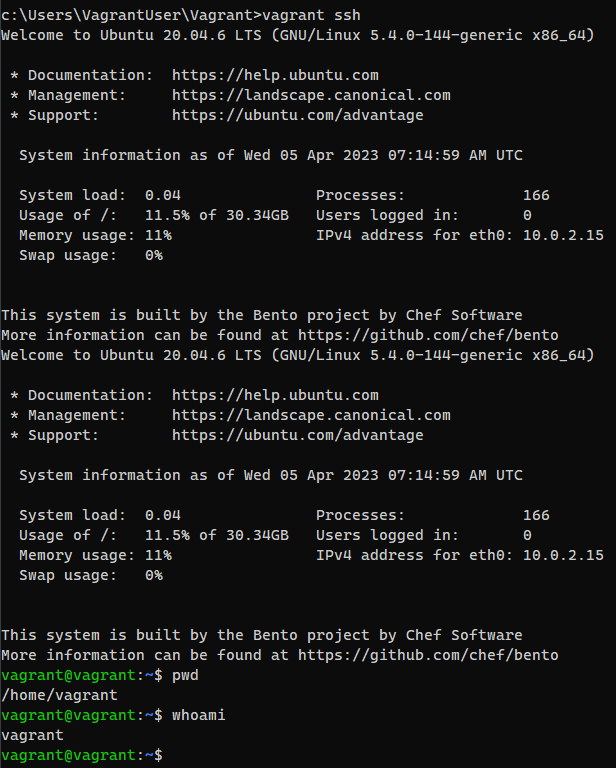 c:\Users\VagrantUser\Vagrant>vagrant ssh
Welcome to Ubuntu 20.04.6 LTS (GNU/Linux 5.4.0-144-generic x86_64)
 * Documentation:  https://help.ubuntu.com
 * Management:     https://landscape.canonical.com
 * Support:        https://ubuntu.com/advantage
  System information as of Wed 05 Apr 2023 07:14:59 AM UTC
  System load:  0.04               Processes:             166
  Usage of /:   11.5% of 30.34GB   Users logged in:       0
  Memory usage: 11%                IPv4 address for eth0: 10.0.2.15
  Swap usage:   0%
This system is built by the Bento project by Chef Software
More information can be found at https://github.com/chef/bento
Welcome to Ubuntu 20.04.6 LTS (GNU/Linux 5.4.0-144-generic x86_64)
 * Documentation:  https://help.ubuntu.com
 * Management:     https://landscape.canonical.com
 * Support:        https://ubuntu.com/advantage
  System information as of Wed 05 Apr 2023 07:14:59 AM UTC
  System load:  0.04               Processes:             166
  Usage of /:   11.5% of 30.34GB   Users logged in:       0
  Memory usage: 11%                IPv4 address for eth0: 10.0.2.15
  Swap usage:   0%
This system is built by the Bento project by Chef Software
More information can be found at https://github.com/chef/bento
vagrant@vagrant:~$ pwd
/home/vagrant
vagrant@vagrant:~$ whoami
vagrant
vagrant@vagrant:~$